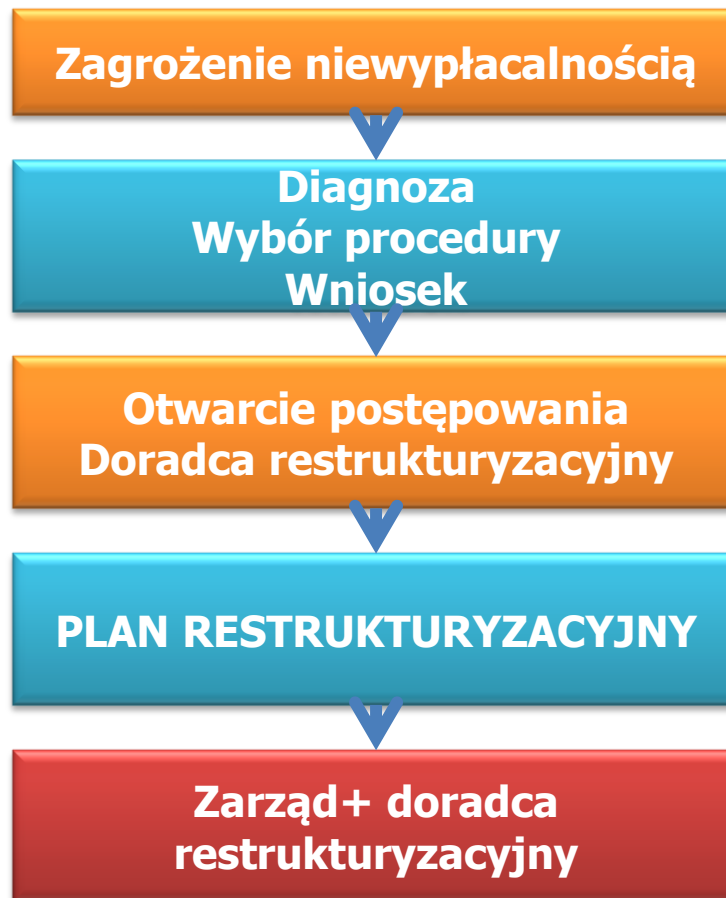 Zagrożenie niewypłacalnością
Diagnoza
Wybór procedury
Wniosek
Otwarcie postępowania
Doradca restrukturyzacyjny
PLAN RESTRUKTURYZACYJNY
Zarząd+ doradca
restrukturyzacyjny